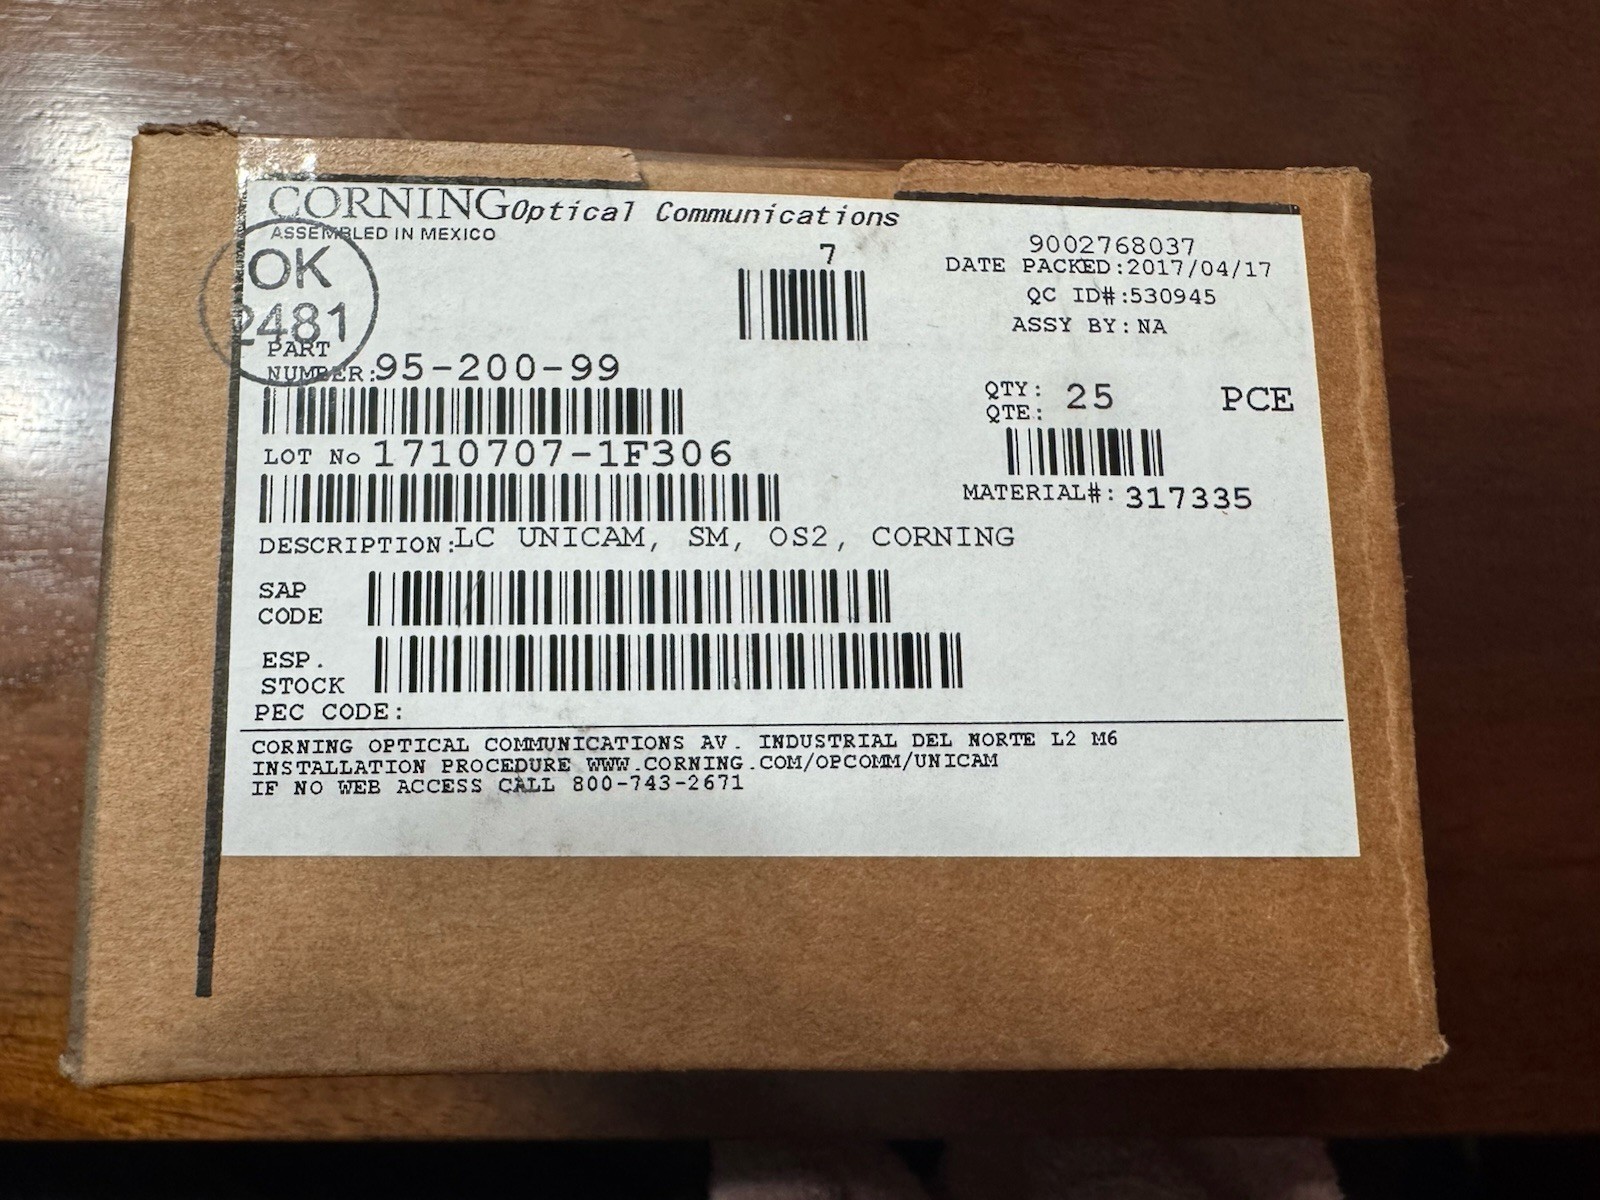 CORNING Optical Communications
ASSEMBLED IN MEXICO
OK
2481
7
9002768037
DATE PACKED:2017/04/17
QC ID#:530945
ASSY BY:NA
PART
NUMBER:95-200-99
QTY: 25 PCE
QTE:
LOT No 1710707-1F306
MATERIAL#:317335
DESCRIPTION:LC UNICAM, SM, OS2, CORNING
SAP
CODE
ESP.
STOCK
PEC CODE:
CORNING OPTICAL COMMUNICATIONS AV. INDUSTRIAL DEL NORTE L2 M6
INSTALLATION PROCEDURE WWW.CORNING.COM/OPCOMM/UNICAM
IF NO WEB ACCESS CALL 800-743-2671